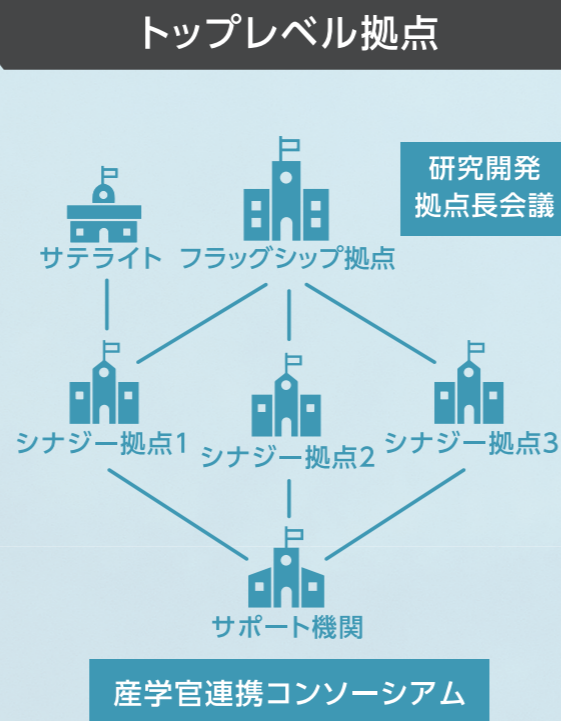 トップレベル拠点
研究開発
拠点長会議
サテライト
フラッグシップ拠点
シナジー拠点1
シナジー拠点2
シナジー拠点3
サポート機関
産学官連携コンソーシアム